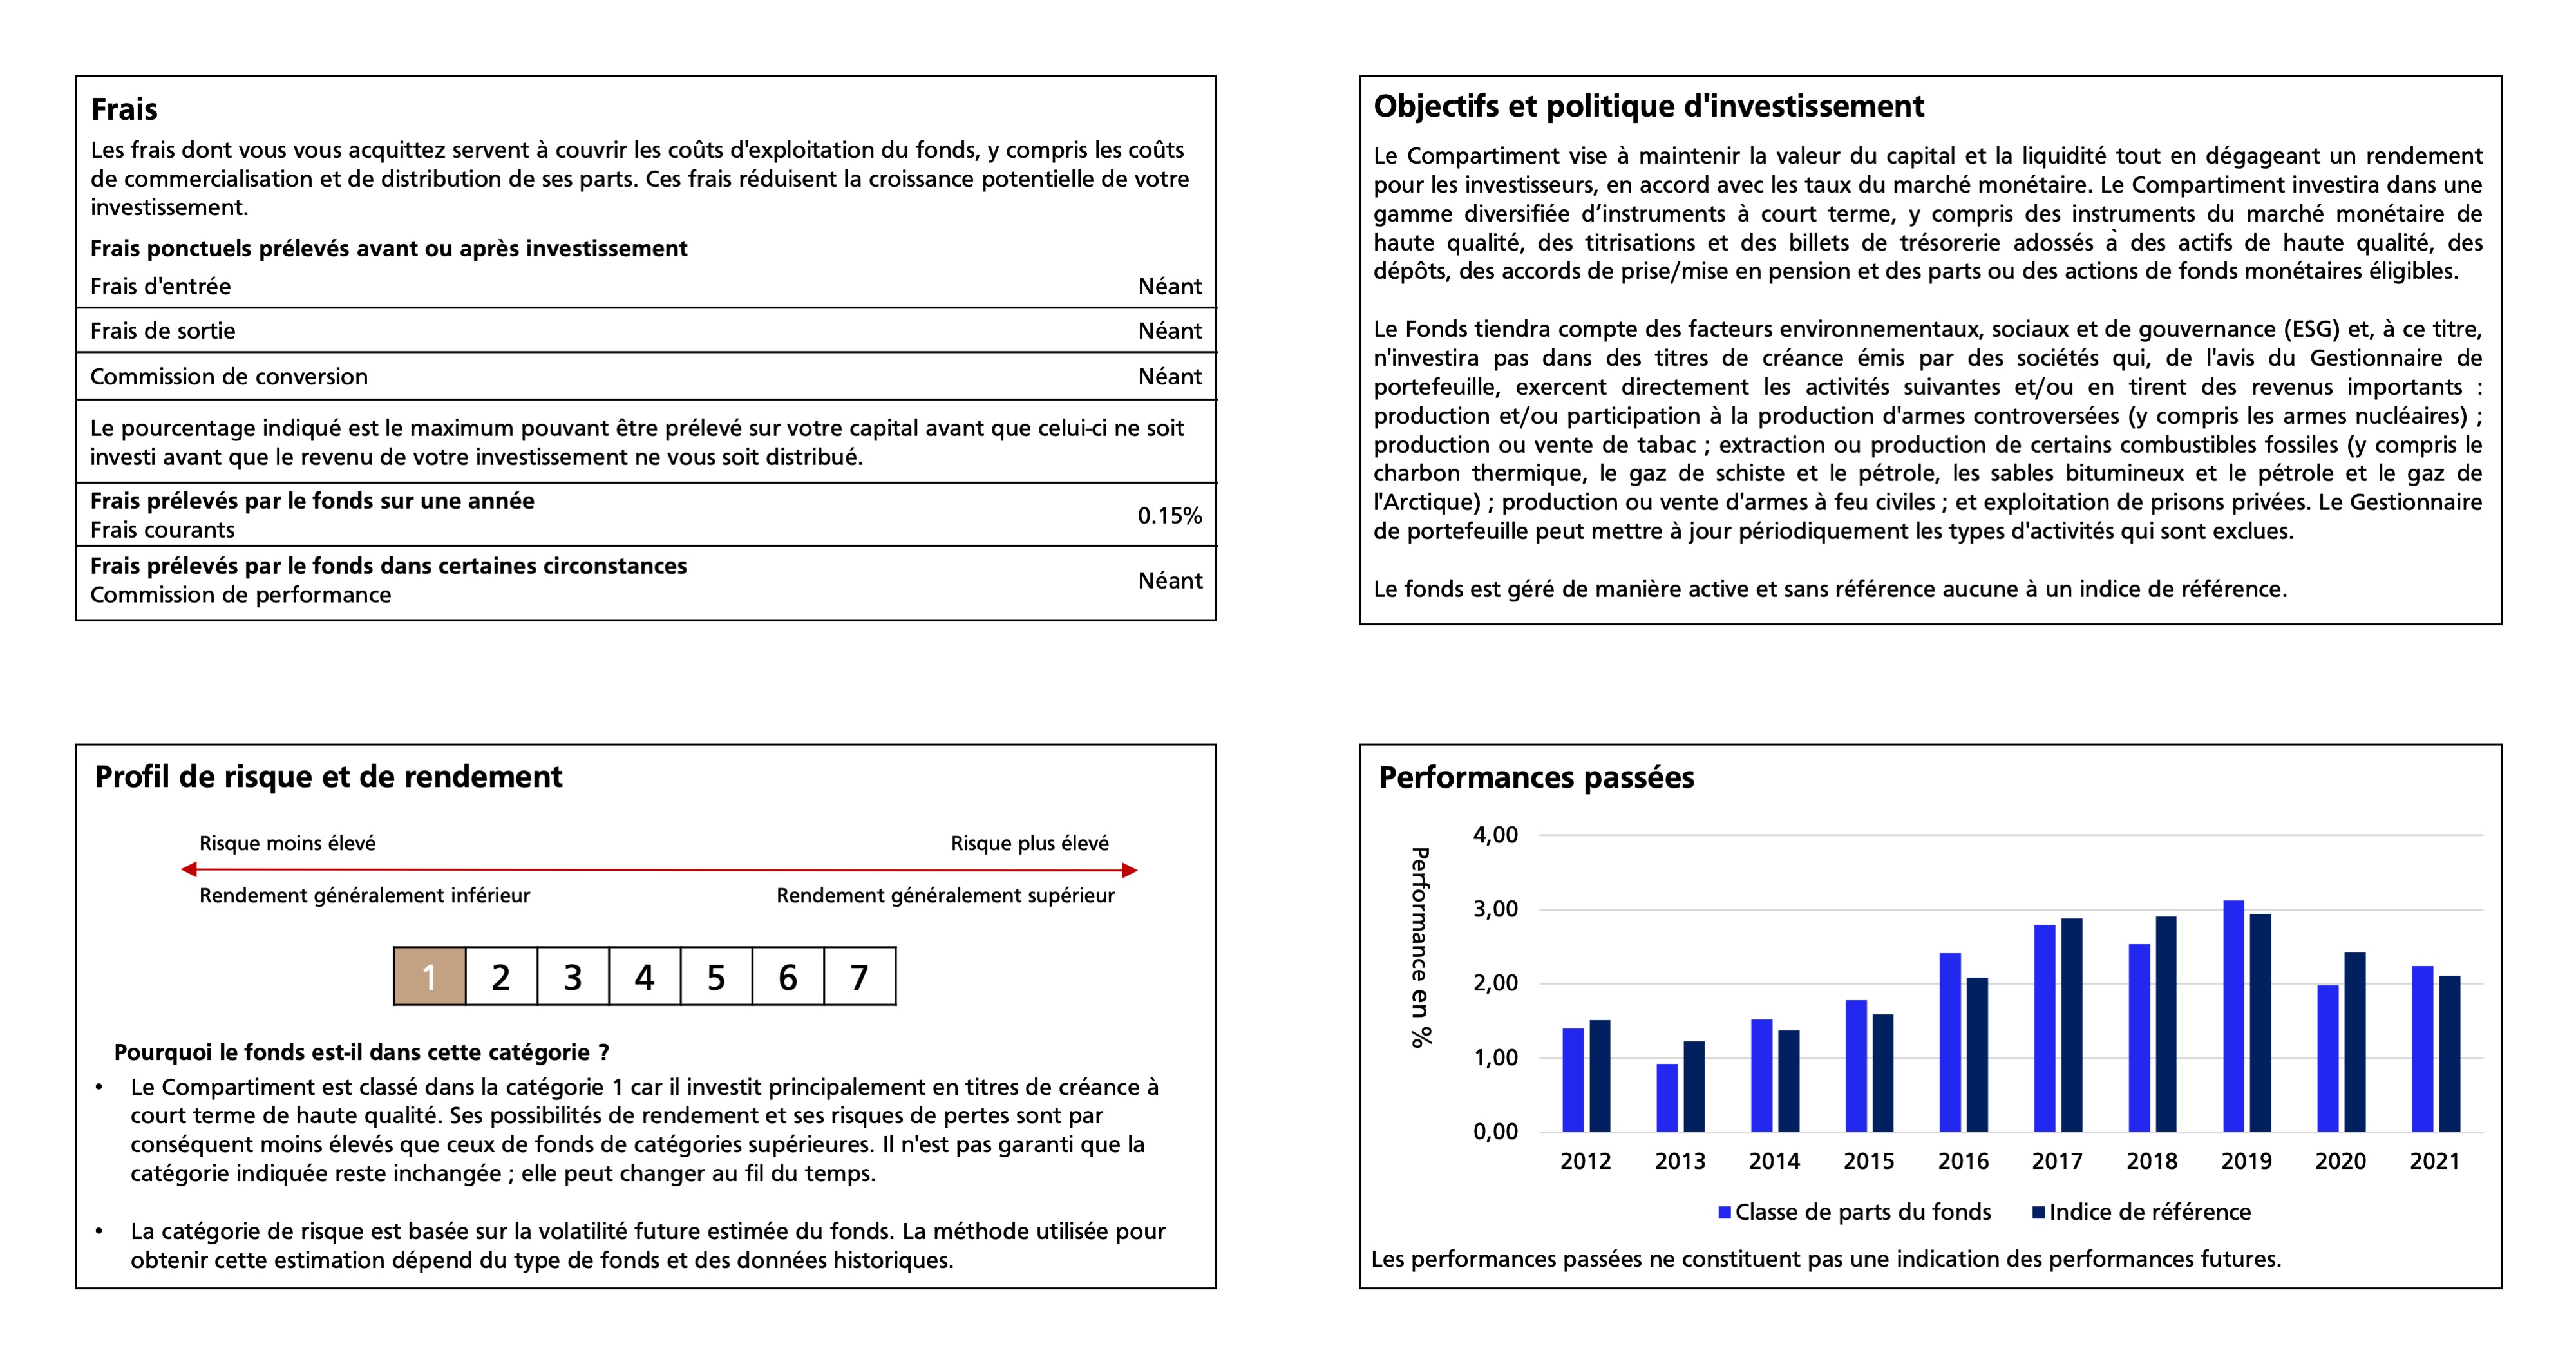 Frais
Les frais dont vous vous acquittez servent à couvrir les coûts d'exploitation du fonds, y compris les coûts
de commercialisation et de distribution de ses parts. Ces frais réduisent la croissance potentielle de votre
investissement.
Frais ponctuels prélevés avant ou après investissement
Frais d'entrée Néant
Frais de sortie Néant
Commission de conversion Néant
Le pourcentage indiqué est le maximum pouvant être prélevé sur votre capital avant que celui-ci ne soit
investi avant que le revenu de votre investissement ne vous soit distribué.
Frais prélevés par le fonds sur une année
Frais courants 0.15%
Frais prélevés par le fonds dans certaines circonstances
Commission de performance Néant
Objectifs et politique d'investissement
Le Compartiment vise à maintenir la valeur du capital et la liquidité tout en dégageant un rendement
pour les investisseurs, en accord avec les taux du marché monétaire. Le Compartiment investira dans une
gamme diversifiée d’instruments à court terme, y compris des instruments du marché monétaire de
haute qualité, des titrisations et des billets de trésorerie adossés à des actifs de haute qualité, des
dépôts, des accords de prise/mise en pension et des parts ou des actions de fonds monétaires éligibles.
Le Fonds tiendra compte des facteurs environnementaux, sociaux et de gouvernance (ESG) et, à ce titre,
n'investira pas dans des titres de créance émis par des sociétés qui, de l'avis du Gestionnaire de
portefeuille, exercent directement les activités suivantes et/ou en tirent des revenus importants :
production et/ou participation à la production d'armes controversées (y compris les armes nucléaires) ;
production ou vente de tabac ; extraction ou production de certains combustibles fossiles (y compris le
charbon thermique, le gaz de schiste et le pétrole, les sables bitumineux et le pétrole et le gaz de
l'Arctique) ; production ou vente d'armes à feu civiles ; et exploitation de prisons privées. Le Gestionnaire
de portefeuille peut mettre à jour périodiquement les types d'activités qui sont exclues.
Le fonds est géré de manière active et sans référence aucune à un indice de référence.
Profil de risque et de rendement
Risque moins élevé Risque plus élevé
Rendement généralement inférieur Rendement généralement supérieur
1 2 3 4 5 6 7
Pourquoi le fonds est-il dans cette catégorie ?
• Le Compartiment est classé dans la catégorie 1 car il investit principalement en titres de créance à
court terme de haute qualité. Ses possibilités de rendement et ses risques de pertes sont par
conséquent moins élevés que ceux de fonds de catégories supérieures. Il n'est pas garanti que la
catégorie indiquée reste inchangée ; elle peut changer au fil du temps.
• La catégorie de risque est basée sur la volatilité future estimée du fonds. La méthode utilisée pour
obtenir cette estimation dépend du type de fonds et des données historiques.
Performances passées
Performance en %
4,00
3,00
2,00
1,00
0,00
2012 2013 2014 2015 2016 2017 2018 2019 2020 2021
Classe de parts du fonds Indice de référence
Les performances passées ne constituent pas une indication des performances futures.